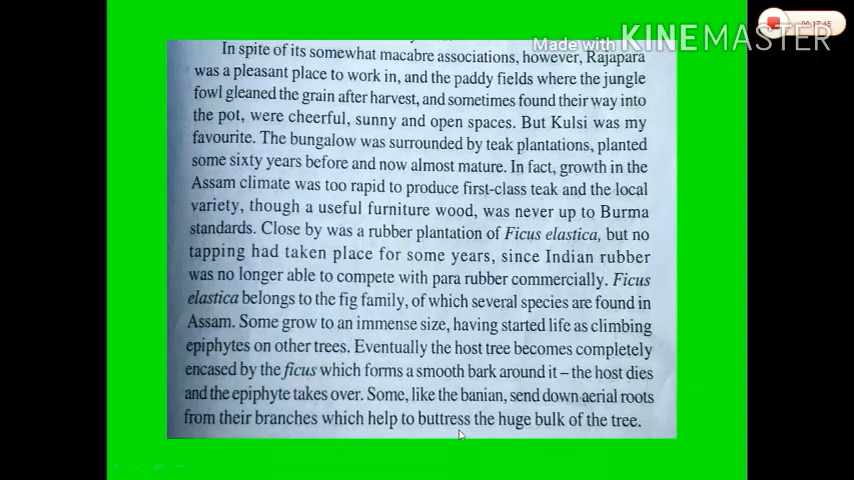 Made with KINEMASTER
00:17:45
In spite of its somewhat macabre associations, however, Rajapara
was a pleasant place to work in, and the paddy fields where the jungle
fowl gleaned the grain after harvest, and sometimes found their way into
the pot, were cheerful, sunny and open spaces. But Kulsi was my
favourite. The bungalow was surrounded by teak plantations, planted
some sixty years before and now almost mature. In fact, growth in the
Assam climate was too rapid to produce first-class teak and the local
variety, though a useful furniture wood, was never up to Burma
standards. Close by was a rubber plantation of Ficus elastica, but no
tapping had taken place for some years, since Indian rubber
was no longer able to compete with para rubber commercially. Ficus
elastica belongs to the fig family, of which several species are found in
Assam. Some grow to an immense size, having started life as climbing
epiphytes on other trees. Eventually the host tree becomes completely
encased by the ficus which forms a smooth bark around it – the host dies
and the epiphyte takes over. Some, like the banian, send down aerial roots
from their branches which help to buttress the huge bulk of the tree.